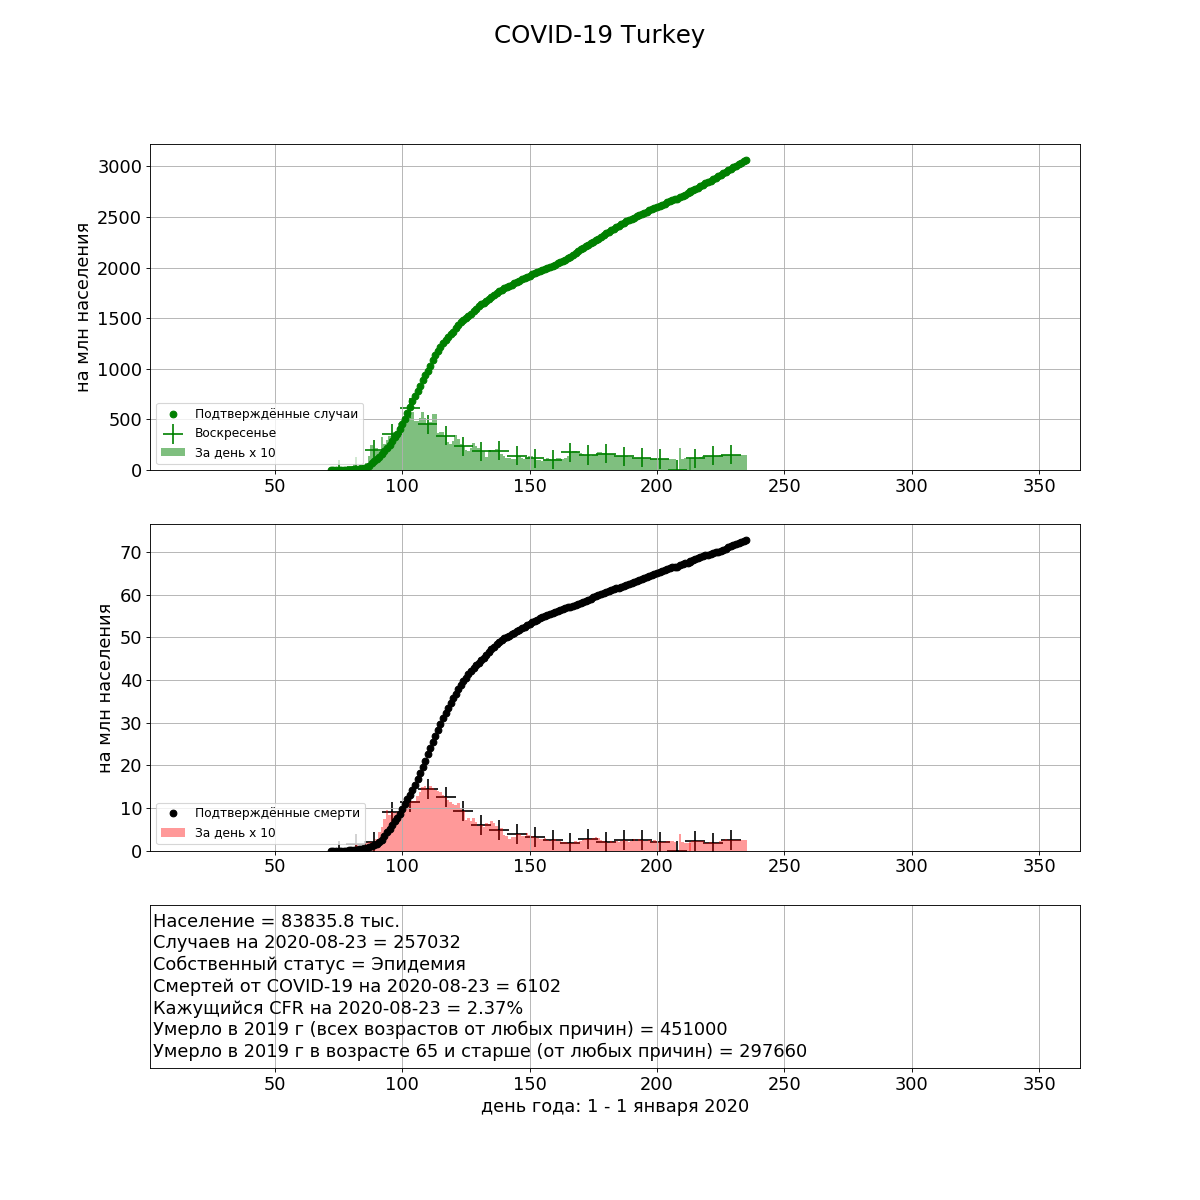 COVID-19 Turkey
на млн населения
3000
2500
2000
1500
1000
500
0
Подтверждённые случаи
Воскресенье
За день x 10
50 100 150 200 250 300 350
на млн населения
70
60
50
40
30
20
10
0
Подтверждённые смерти
За день x 10
50 100 150 200 250 300 350
Население = 83835.8 тыс.
Случаев на 2020-08-23 = 257032
Собственный статус = Эпидемия
Смертей от COVID-19 на 2020-08-23 = 6102
Кажущийся CFR на 2020-08-23 = 2.37%
Умерло в 2019 г (всех возрастов от любых причин) = 451000
Умерло в 2019 г в возрасте 65 и старше (от любых причин) = 297660
50 100 150 200 250 300 350
день года: 1 - 1 января 2020